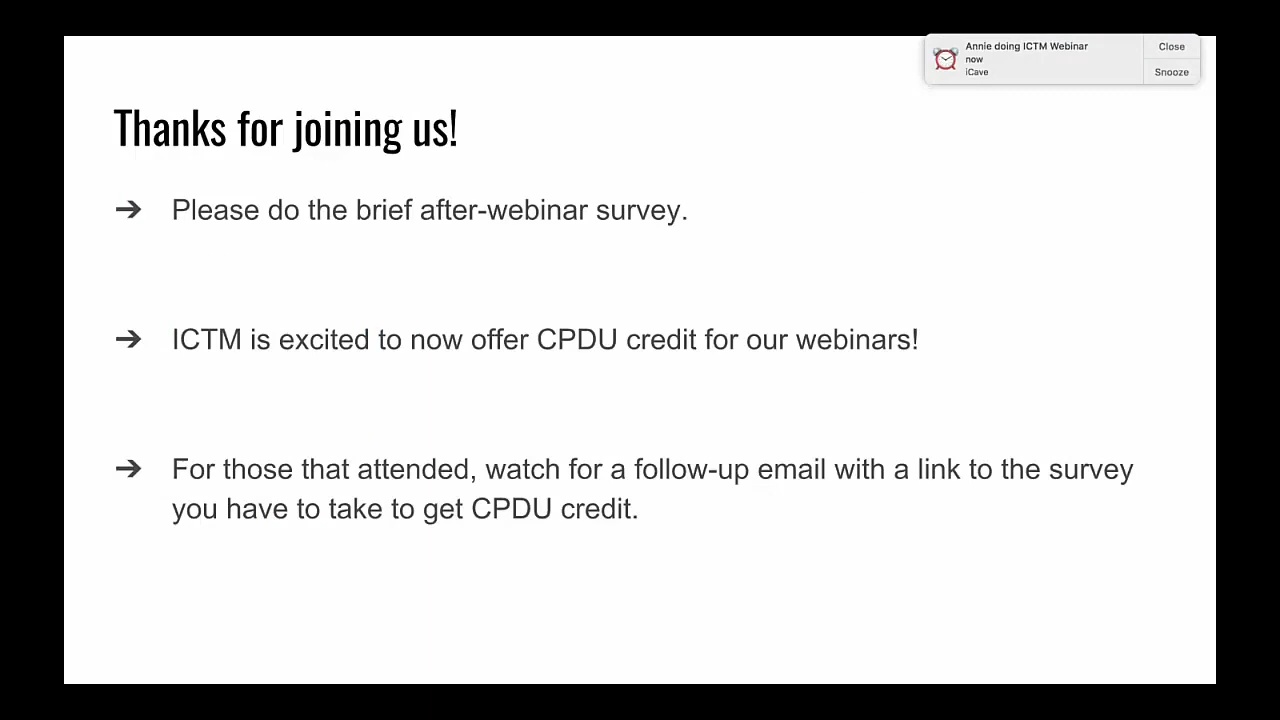 Annie doing ICTM Webinar
now
iCave
Close
Snooze
Thanks for joining us!
➔ Please do the brief after-webinar survey.
➔ ICTM is excited to now offer CPDU credit for our webinars!
➔ For those that attended, watch for a follow-up email with a link to the survey
you have to take to get CPDU credit.